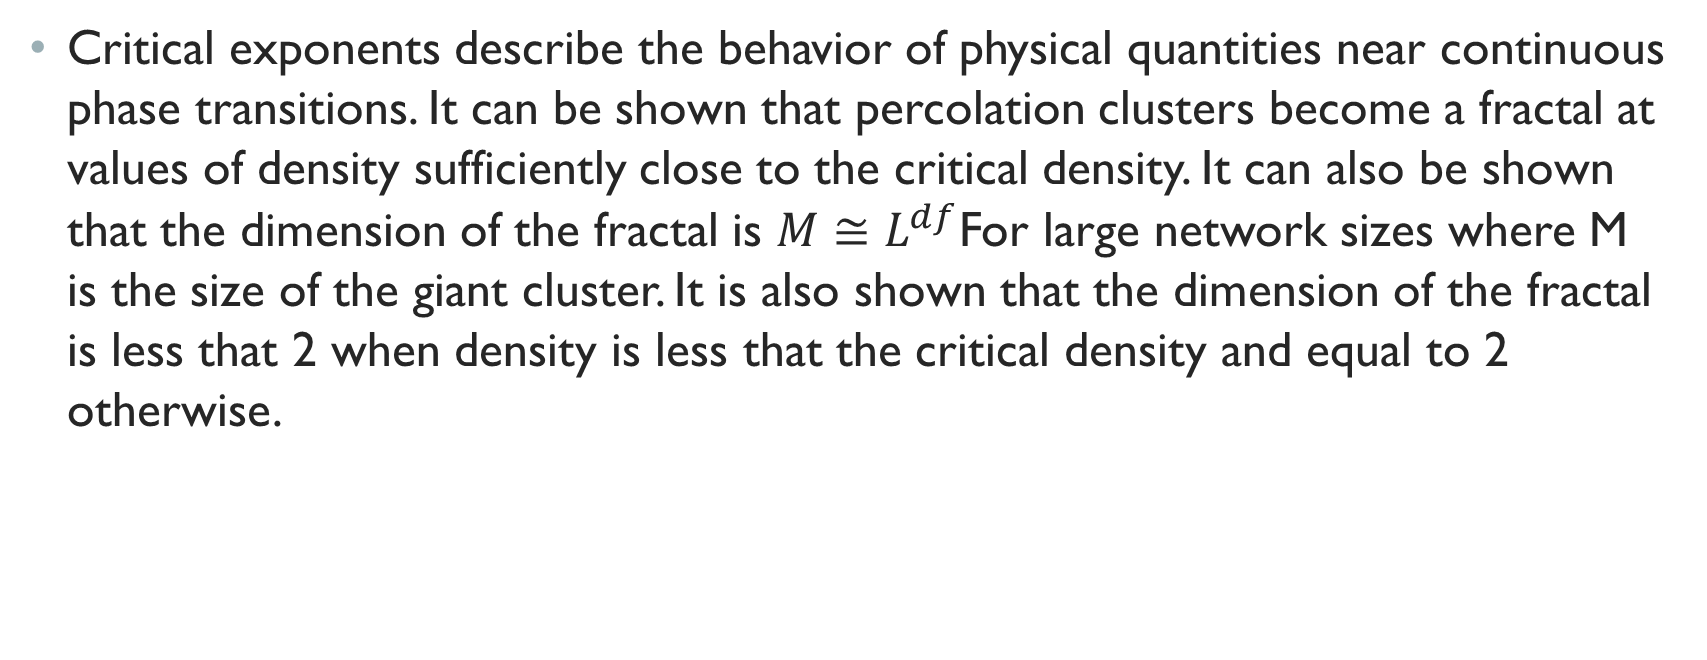 • Critical exponents describe the behavior of physical quantities near continuous
phase transitions. It can be shown that percolation clusters become a fractal at
values of density sufficiently close to the critical density. It can also be shown
that the dimension of the fractal is M ≅ L^{df} For large network sizes where M
is the size of the giant cluster. It is also shown that the dimension of the fractal
is less that 2 when density is less that the critical density and equal to 2
otherwise.